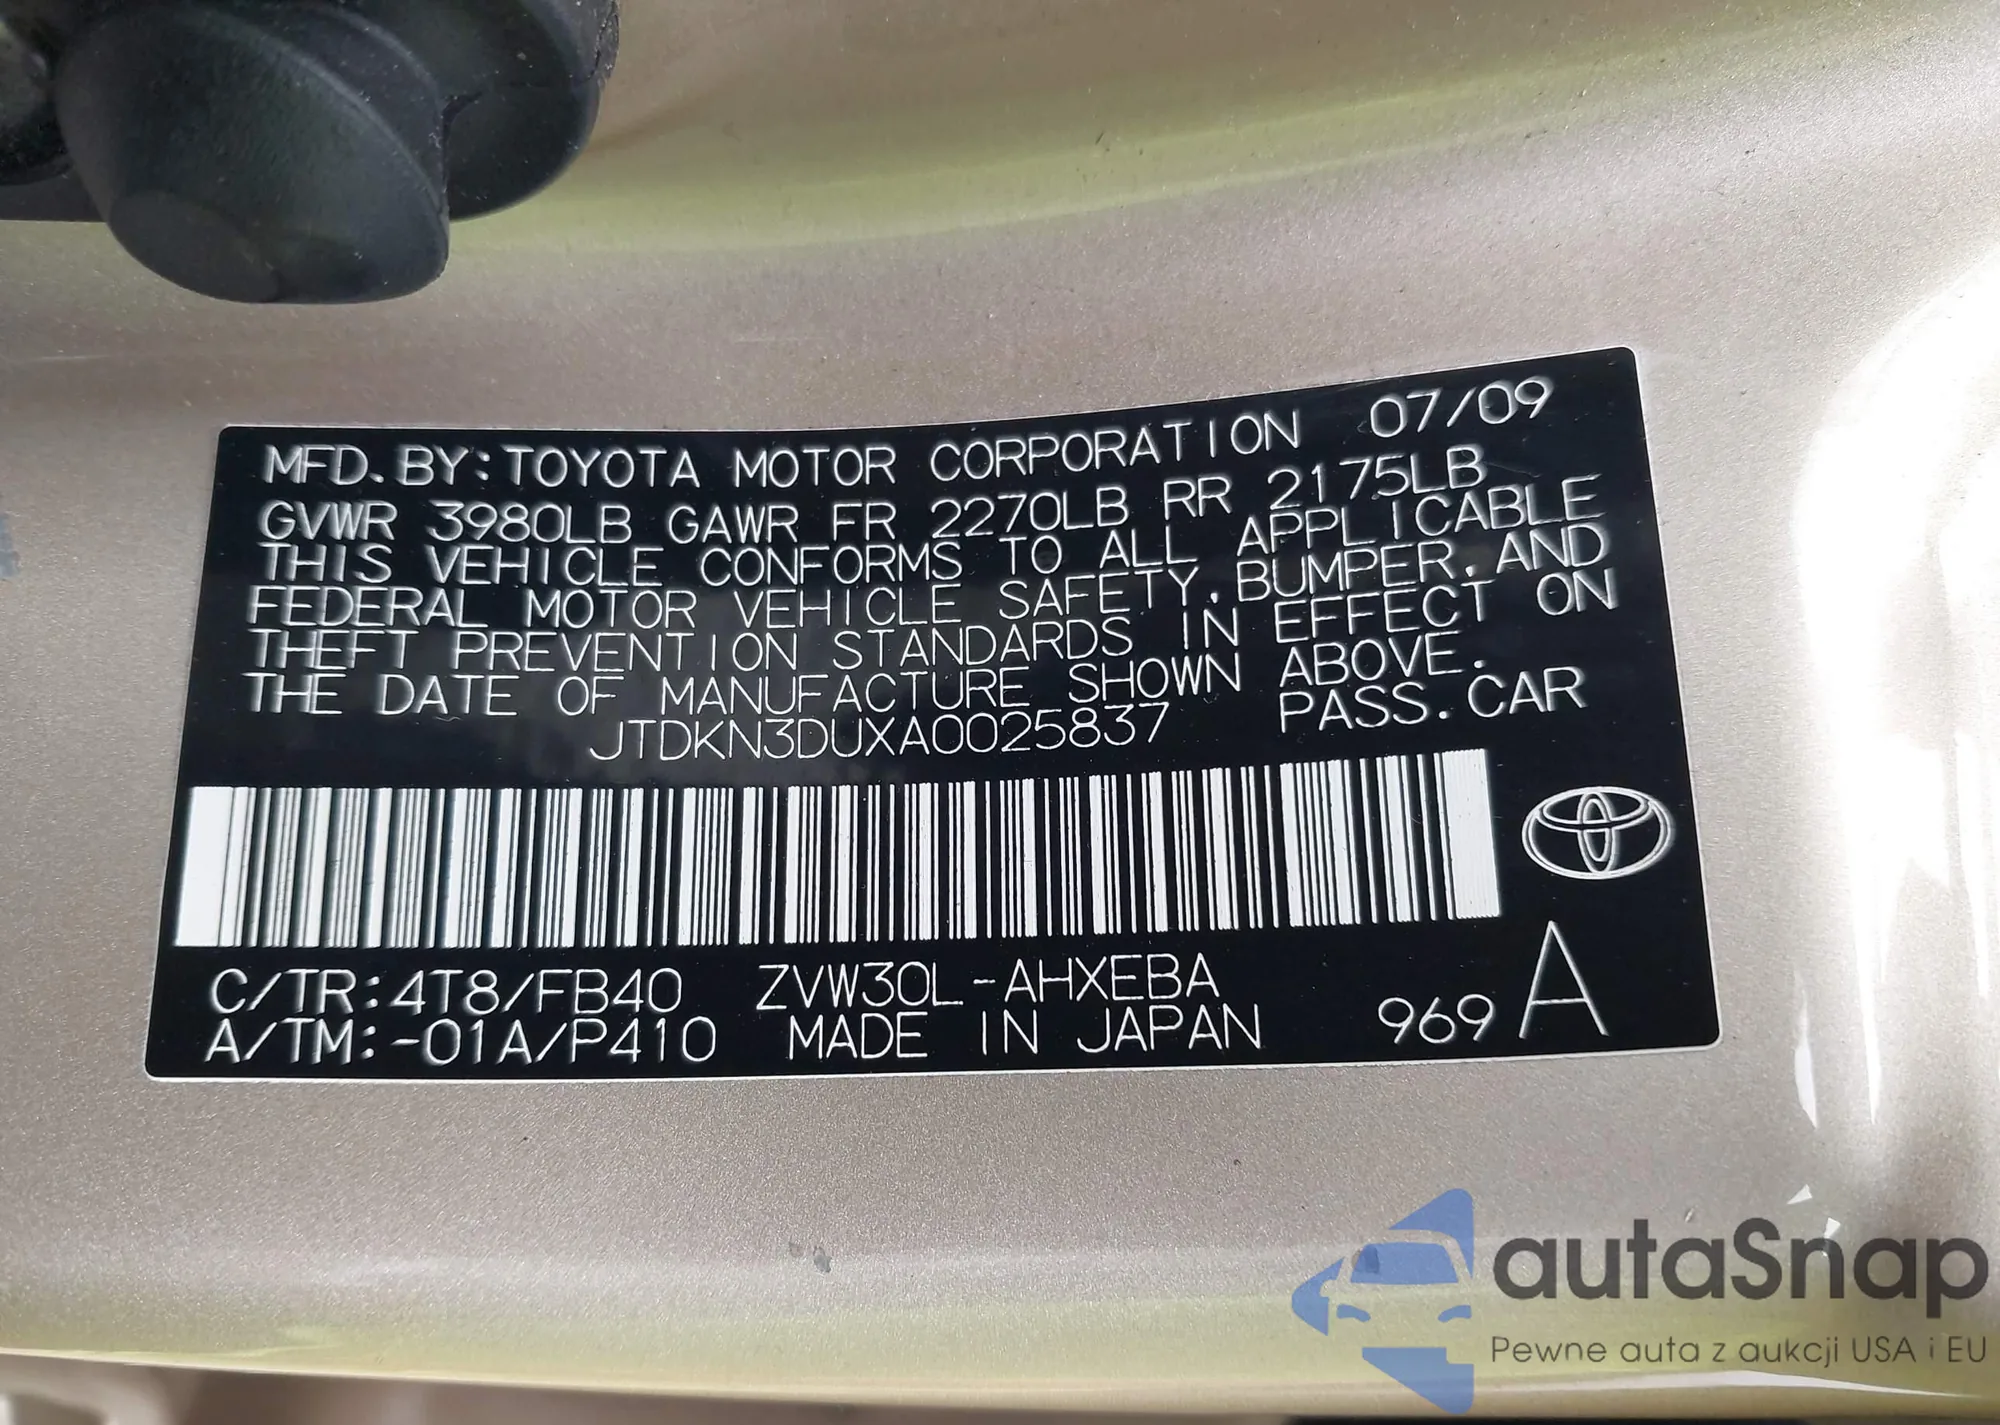 MFD.BY:TOYOTA MOTOR CORPORATION 07/09
GVWR 3980LB GAWR FR 2270LB RR 2175LB
THIS VEHICLE CONFORMS TO ALL APPLICABLE
FEDERAL MOTOR VEHICLE SAFETY,BUMPER,AND
THEFT PREVENTION STANDARDS IN EFFECT ON
THE DATE OF MANUFACTURE SHOWN ABOVE.
JTDKN3DUXA0025837 PASS.CAR
C/TR:4T8/FB40 ZVW30L-AHXEBA
A/TM:-01A/P410 MADE IN JAPAN 969 A
autaSnap
Pewne auta z aukcji USA i EU